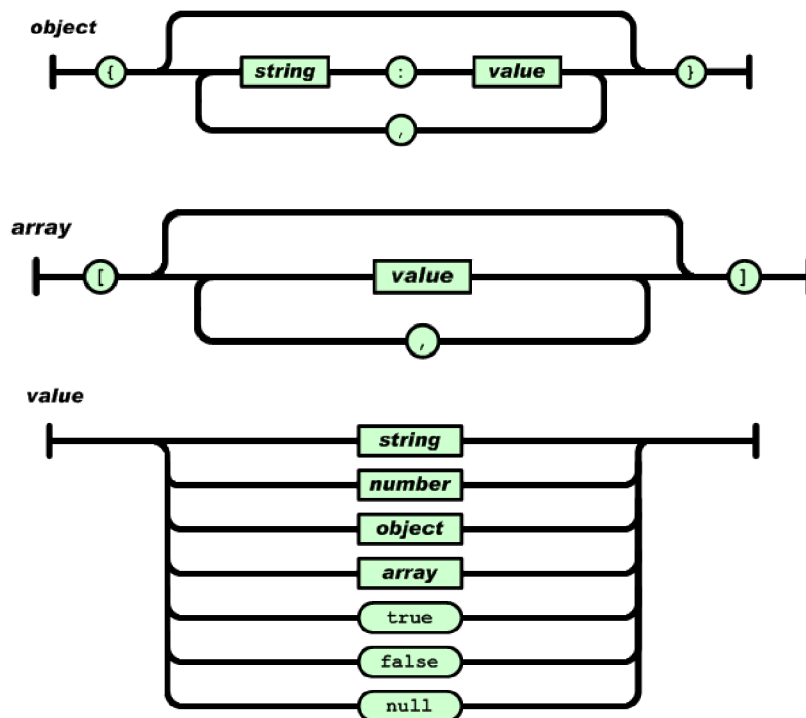 object
{ string : value }
,
array
[ value ]
,
value
string
number
object
array
true
false
null